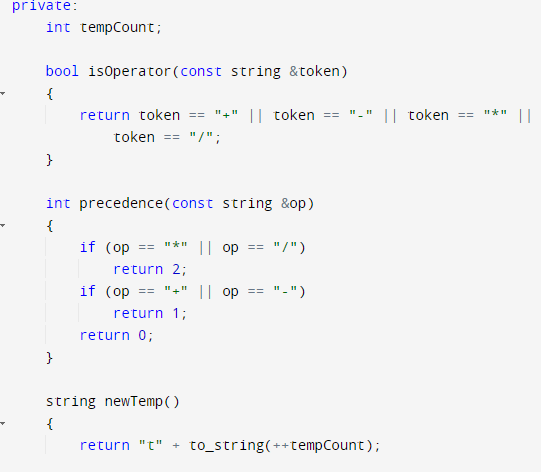 private:
    int tempCount;

    bool isOperator(const string &token)
    {
        return token == "+" || token == "-" || token == "*" ||
            token == "/";
    }

    int precedence(const string &op)
    {
        if (op == "*" || op == "/")
            return 2;
        if (op == "+" || op == "-")
            return 1;
        return 0;
    }

    string newTemp()
    {
        return "t" + to_string(++tempCount);